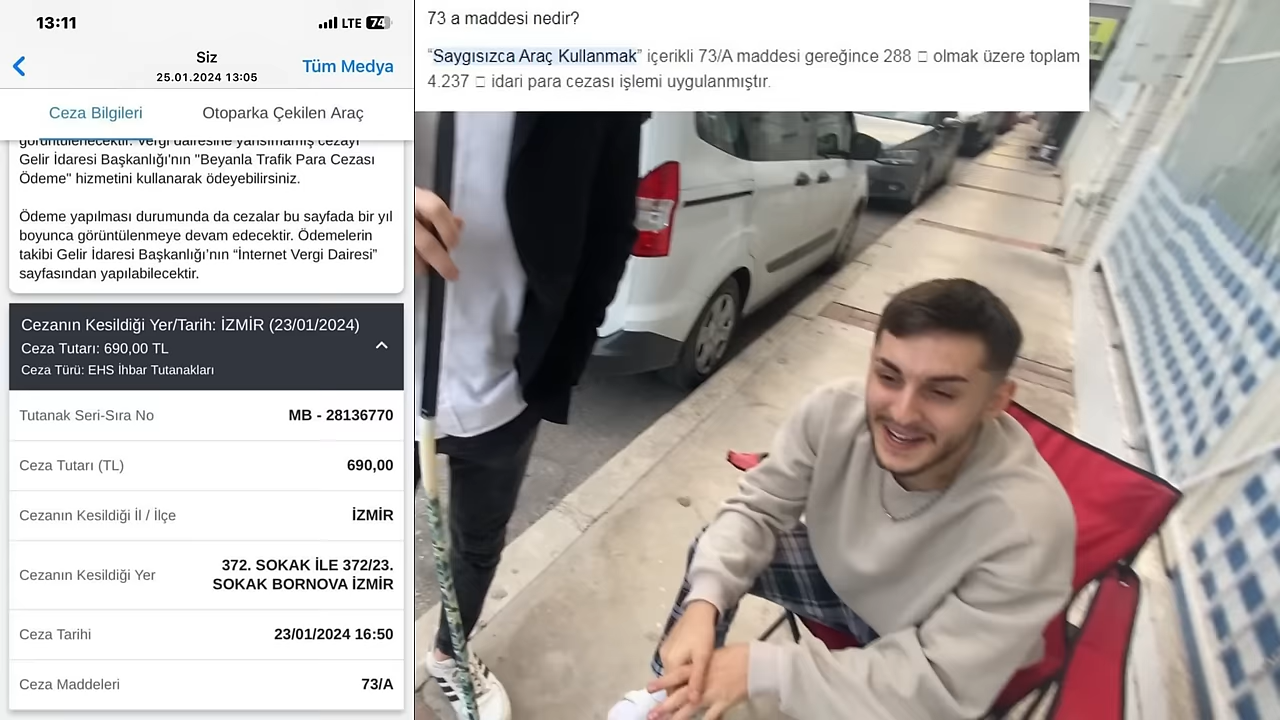 13:11
LTE 74
Siz
25.01.2024 13:05
Tüm Medya
Ceza Bilgileri
Otoparka Çekilen Araç
görüntülenecektir. Vergi dairesine yansımamış cezayı
Gelir İdaresi Başkanlığı'nın "Beyanla Trafik Para Cezası
Ödeme" hizmetini kullanarak ödeyebilirsiniz.
Ödeme yapılması durumunda da cezalar bu sayfada bir yıl
boyunca görüntülenmeye devam edecektir. Ödemelerin
takibi Gelir İdaresi Başkanlığı'nın “İnternet Vergi Dairesi”
sayfasından yapılabilecektir.
Cezanın Kesildiği Yer/Tarih: İZMİR (23/01/2024)
Ceza Tutarı: 690,00 TL
Ceza Türü: EHS İhbar Tutanakları
Tutanak Seri-Sıra No MB - 28136770
Ceza Tutarı (TL) 690,00
Cezanın Kesildiği İl / İlçe İZMİR
Cezanın Kesildiği Yer 372. SOKAK İLE 372/23.
SOKAK BORNOVA İZMİR
Ceza Tarihi 23/01/2024 16:50
Ceza Maddeleri 73/A
73 a maddesi nedir?
“Saygısızca Araç Kullanmak” içerikli 73/A maddesi gereğince 288 □ olmak üzere toplam
4.237 □ idari para cezası işlemi uygulanmıştır.